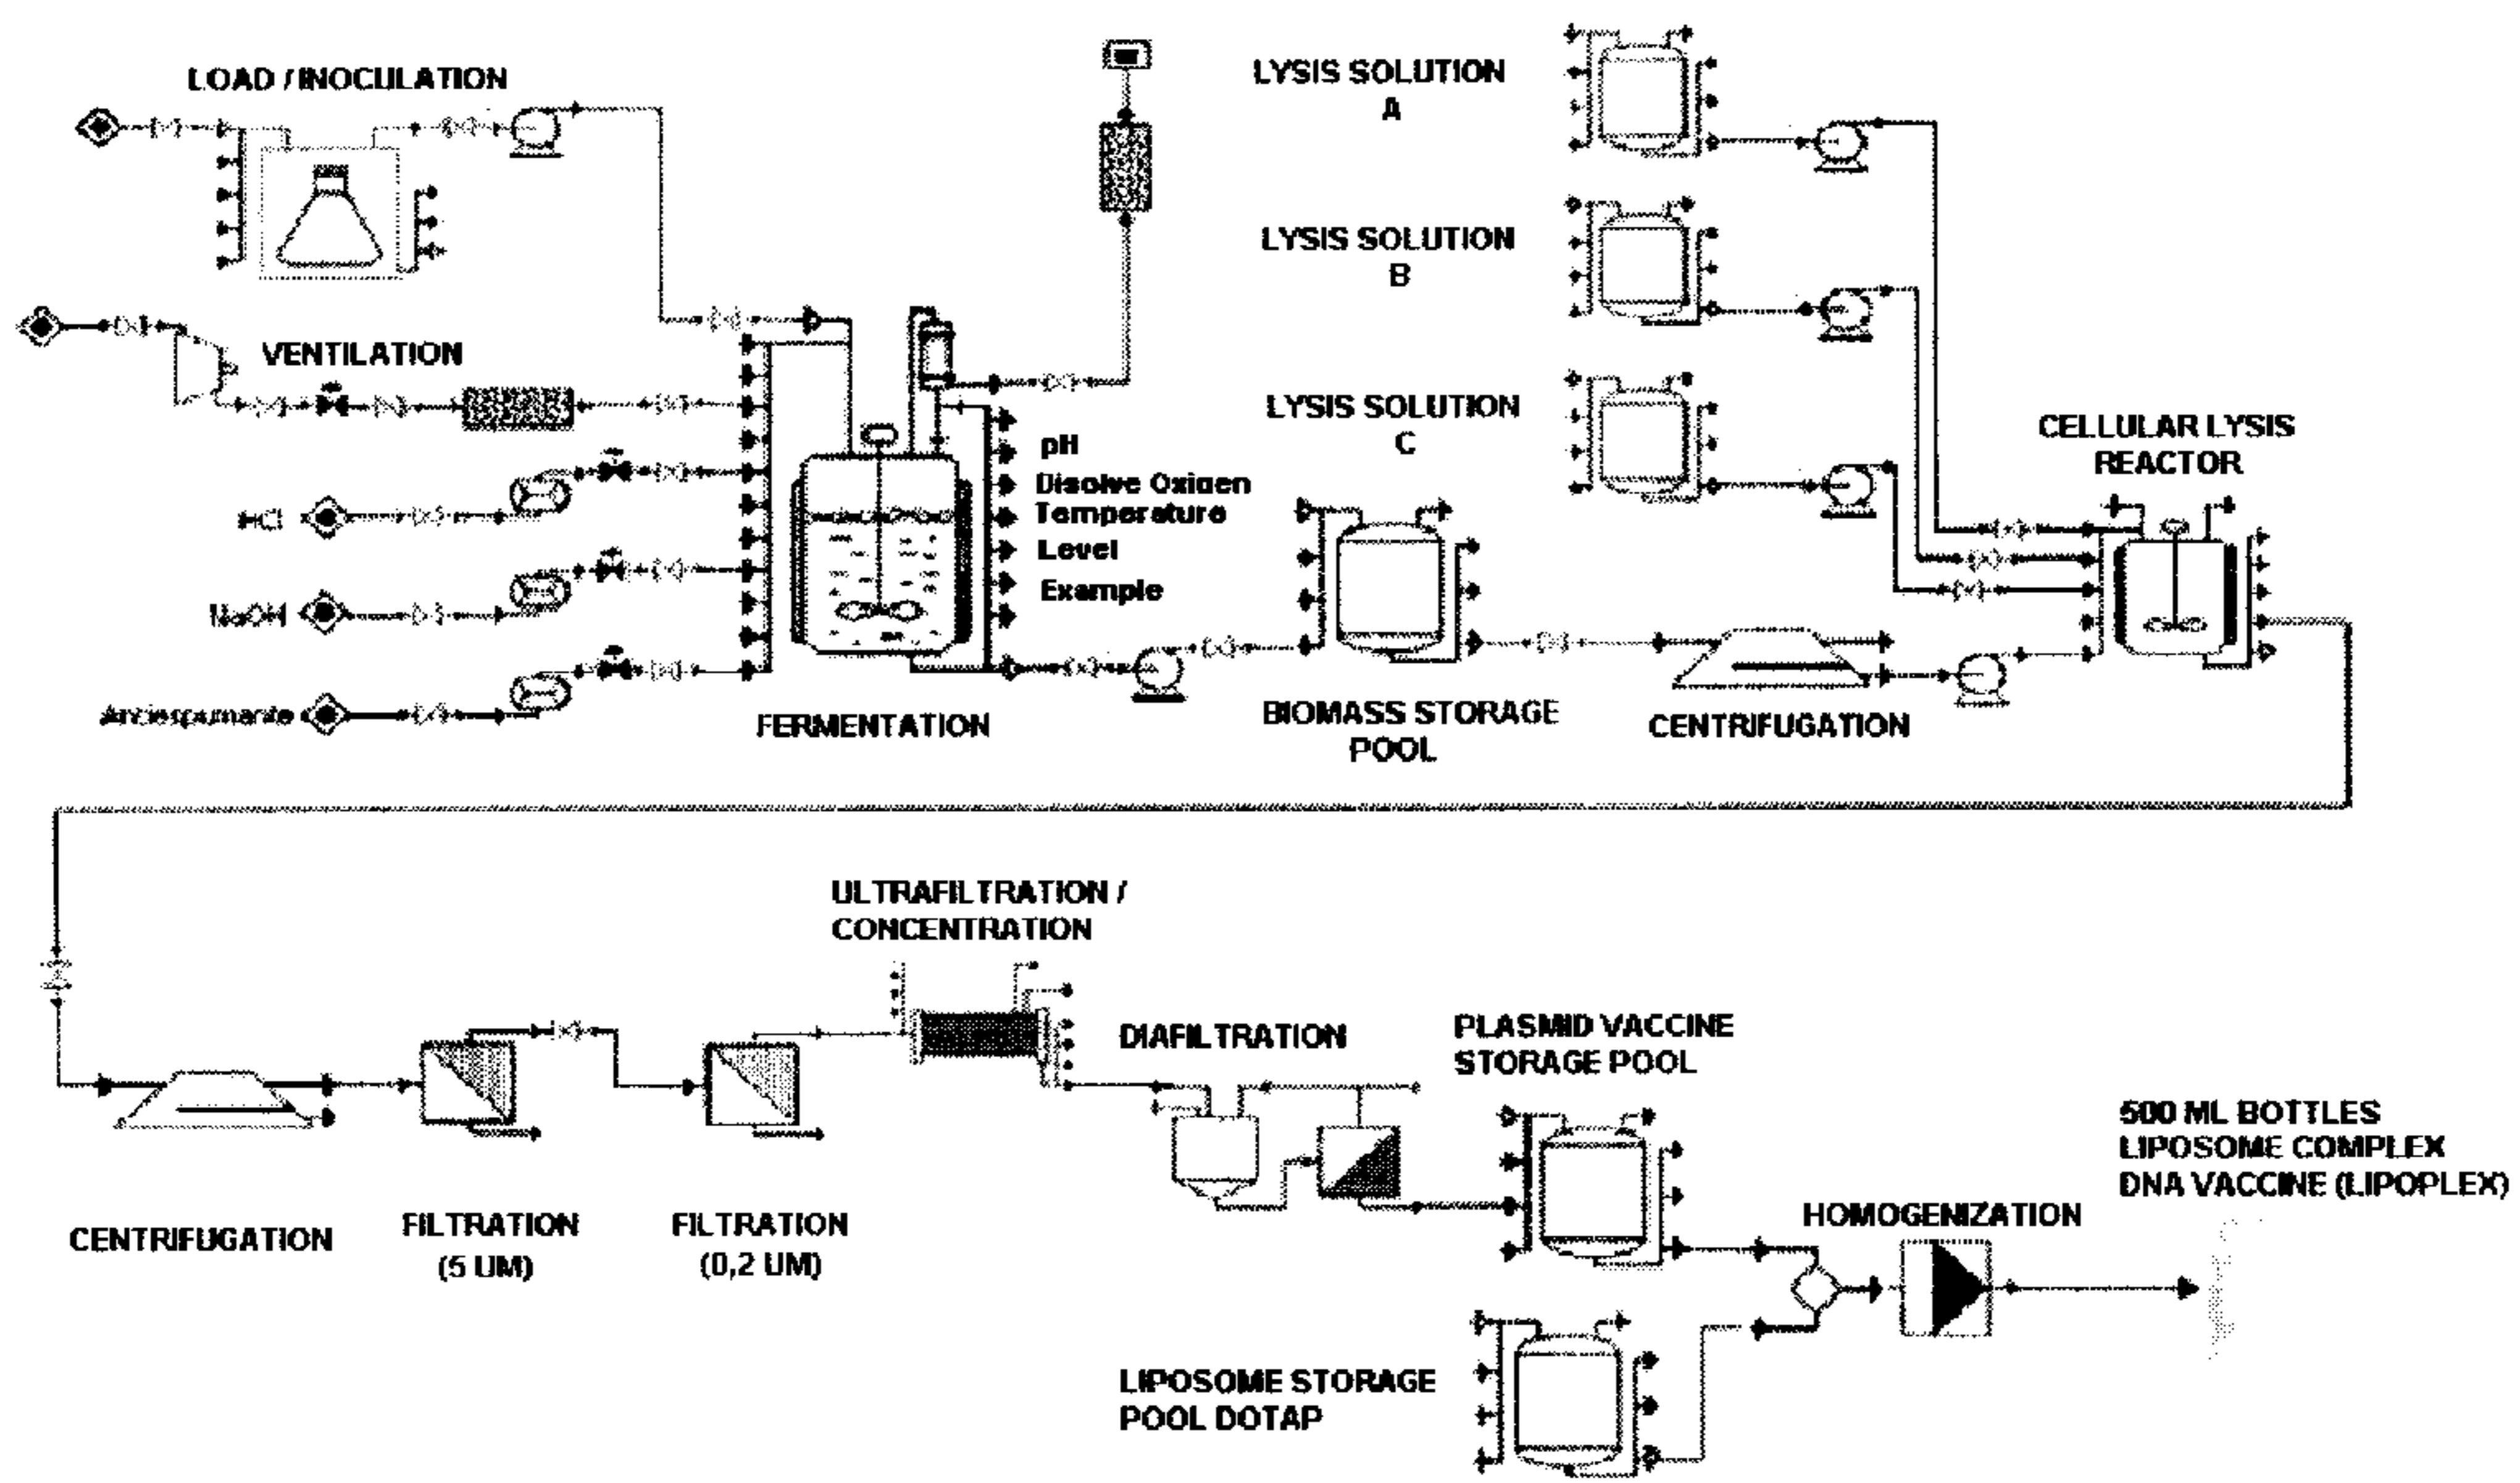 LOAD / INOCULATION
VENTILATION
HCl
NaOH
Antiespumante
FERMENTATION
pH
Disolve Oxigen
Temperature
Level
Example
LYSIS SOLUTION
A
LYSIS SOLUTION
B
LYSIS SOLUTION
C
BIOMASS STORAGE
POOL
CENTRIFUGATION
CELLULAR LYSIS
REACTOR
CENTRIFUGATION
FILTRATION
(5 UM)
FILTRATION
(0,2 UM)
ULTRAFILTRATION /
CONCENTRATION
DIAFILTRATION
PLASMID VACCINE
STORAGE POOL
LIPOSOME STORAGE
POOL DOTAP
HOMOGENIZATION
500 ML BOTTLES
LIPOSOME COMPLEX
DNA VACCINE (LIPOPLEX)